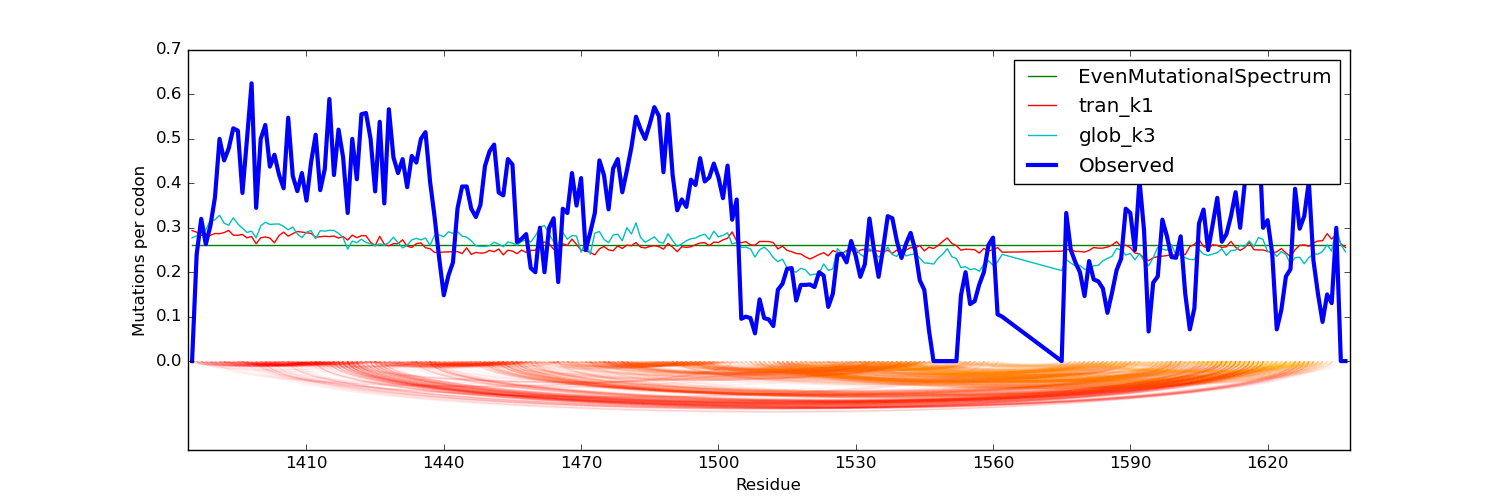 0.7
0.6
0.5
0.4
0.3
0.2
0.1
0.0
Mutations per codon
EvenMutationalSpectrum
tran_k1
glob_k3
Observed
1410 1440 1470 1500 1530 1560 1590 1620
Residue